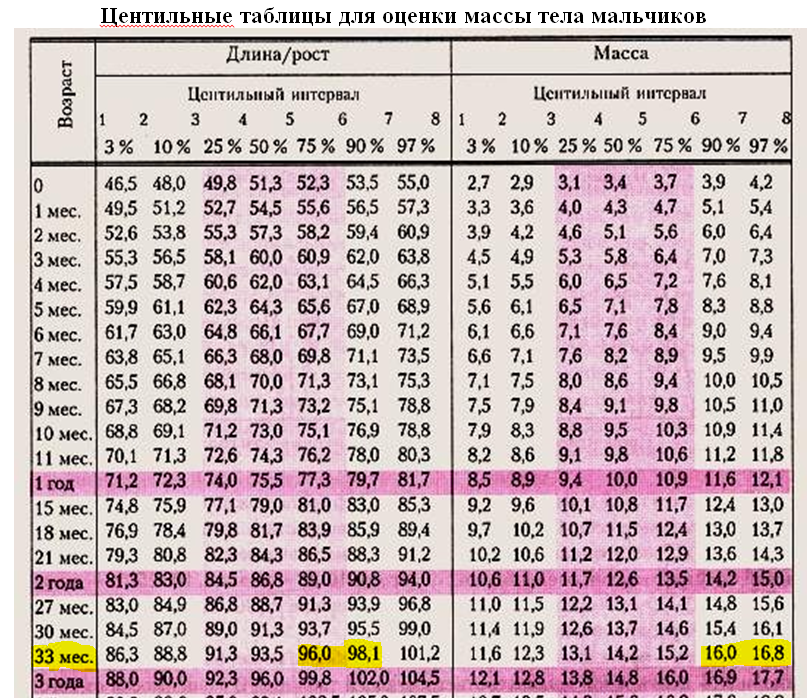 Центильные таблицы для оценки массы тела мальчиков
Возраст
Длина/рост Масса
Центильный интервал Центильный интервал
1 2 3 4 5 6 7 8 1 2 3 4 5 6 7 8
3 % 10 % 25 % 50 % 75 % 90 % 97 % 3 % 10 % 25 % 50 % 75 % 90 % 97 %
0 46,5 48,0 49,8 51,3 52,3 53,5 55,0 2,7 2,9 3,1 3,4 3,7 3,9 4,2
1 мес. 49,5 51,2 52,7 54,5 55,6 56,5 57,3 3,3 3,6 4,0 4,3 4,7 5,1 5,4
2 мес. 52,6 53,8 55,3 57,3 58,2 59,4 60,9 3,9 4,2 4,6 5,1 5,6 6,0 6,4
3 мес. 55,3 56,5 58,1 60,0 60,9 62,0 63,8 4,5 4,9 5,3 5,8 6,4 7,0 7,3
4 мес. 57,5 58,7 60,6 62,0 63,1 64,5 66,3 5,1 5,5 6,0 6,5 7,2 7,6 8,1
5 мес. 59,9 61,1 62,3 64,3 65,6 67,0 68,9 5,6 6,1 6,5 7,1 7,8 8,3 8,8
6 мес. 61,7 63,0 64,8 66,1 67,7 69,0 71,2 6,1 6,6 7,1 7,6 8,4 9,0 9,4
7 мес. 63,8 65,1 66,3 68,0 69,8 71,1 73,5 6,6 7,1 7,6 8,2 8,9 9,5 9,9
8 мес. 65,5 66,8 68,1 70,0 71,3 73,1 75,3 7,1 7,5 8,0 8,6 9,4 10,0 10,5
9 мес. 67,3 68,2 69,8 71,3 73,2 75,1 78,8 7,5 7,9 8,4 9,1 9,8 10,5 11,0
10 мес. 68,8 69,1 71,2 73,0 75,1 76,9 78,8 7,9 8,3 8,8 9,5 10,3 10,9 11,4
11 мес. 70,1 71,3 72,6 74,3 76,2 78,0 80,3 8,2 8,6 9,1 9,8 10,6 11,2 11,8
1 год 71,2 72,3 74,0 75,5 77,3 79,7 81,7 8,5 8,9 9,4 10,0 10,9 11,6 12,1
15 мес. 74,8 75,9 77,1 79,0 81,0 83,0 85,3 9,2 9,6 10,1 10,8 11,7 12,4 13,0
18 мес. 76,9 78,4 79,8 81,7 83,9 85,9 89,4 9,7 10,2 10,7 11,5 12,4 13,0 13,7
21 мес. 79,3 80,8 82,3 84,3 86,5 88,3 91,2 10,2 10,6 11,2 12,0 12,9 13,6 14,3
2 года 81,3 83,0 84,5 86,8 89,0 90,8 94,0 10,6 11,0 11,7 12,6 13,5 14,2 15,0
27 мес. 83,0 84,9 86,8 88,7 91,3 93,9 96,8 11,0 11,5 12,2 13,1 14,1 14,8 15,6
30 мес. 84,5 87,0 89,0 91,3 93,7 95,5 99,0 11,4 11,9 12,6 13,7 14,6 15,4 16,1
33 мес. 86,3 88,8 91,3 93,5 96,0 98,1 101,2 11,6 12,3 13,1 14,2 15,2 16,0 16,8
3 года 88,0 90,0 92,3 96,0 99,8 102,0 104,5 12,1 12,8 13,8 14,8 16,0 16,9 17,7